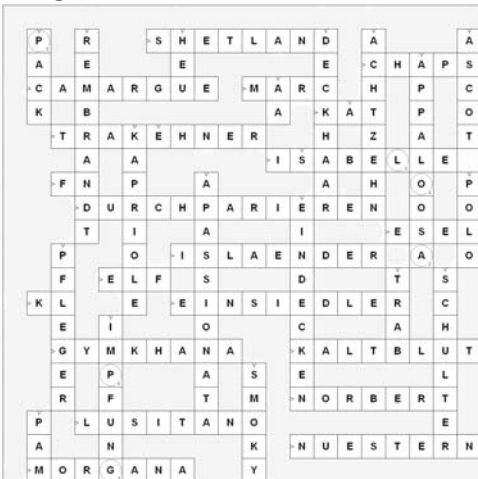 P R SHETLAND A A
A E E E CHAPS
CAMARGUE MARC H P C
K B A KAT P O
TRAKEHNER H Z A T
A A ISABELLE
FN P A A H O P
DURCHPARIEREN O O
T I A I ESEL
P O ISLAENDER A O
F ELF S D T S
KL E EINSIEDLER C
E I O C A H
GYMKHANA KALTBLUT
E P A S E L
R F T M NORBERT
P LUSITANO E
A N K NUESTERN
MORGANA Y